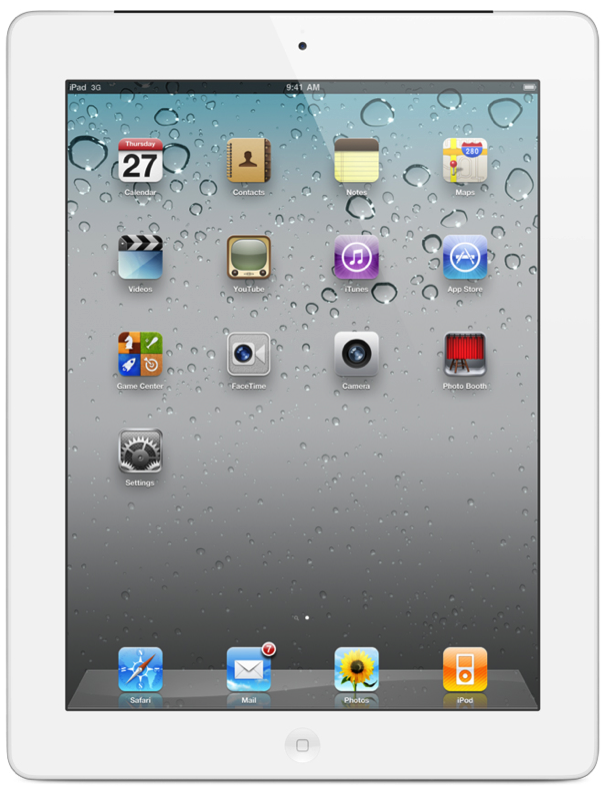 iPad 3G 9:41 AM
Thursday
27 280
Calendar Contacts Notes Maps
Videos YouTube iTunes App Store
Game Center FaceTime Camera Photo Booth
Settings
7
Safari Mail Photos iPod